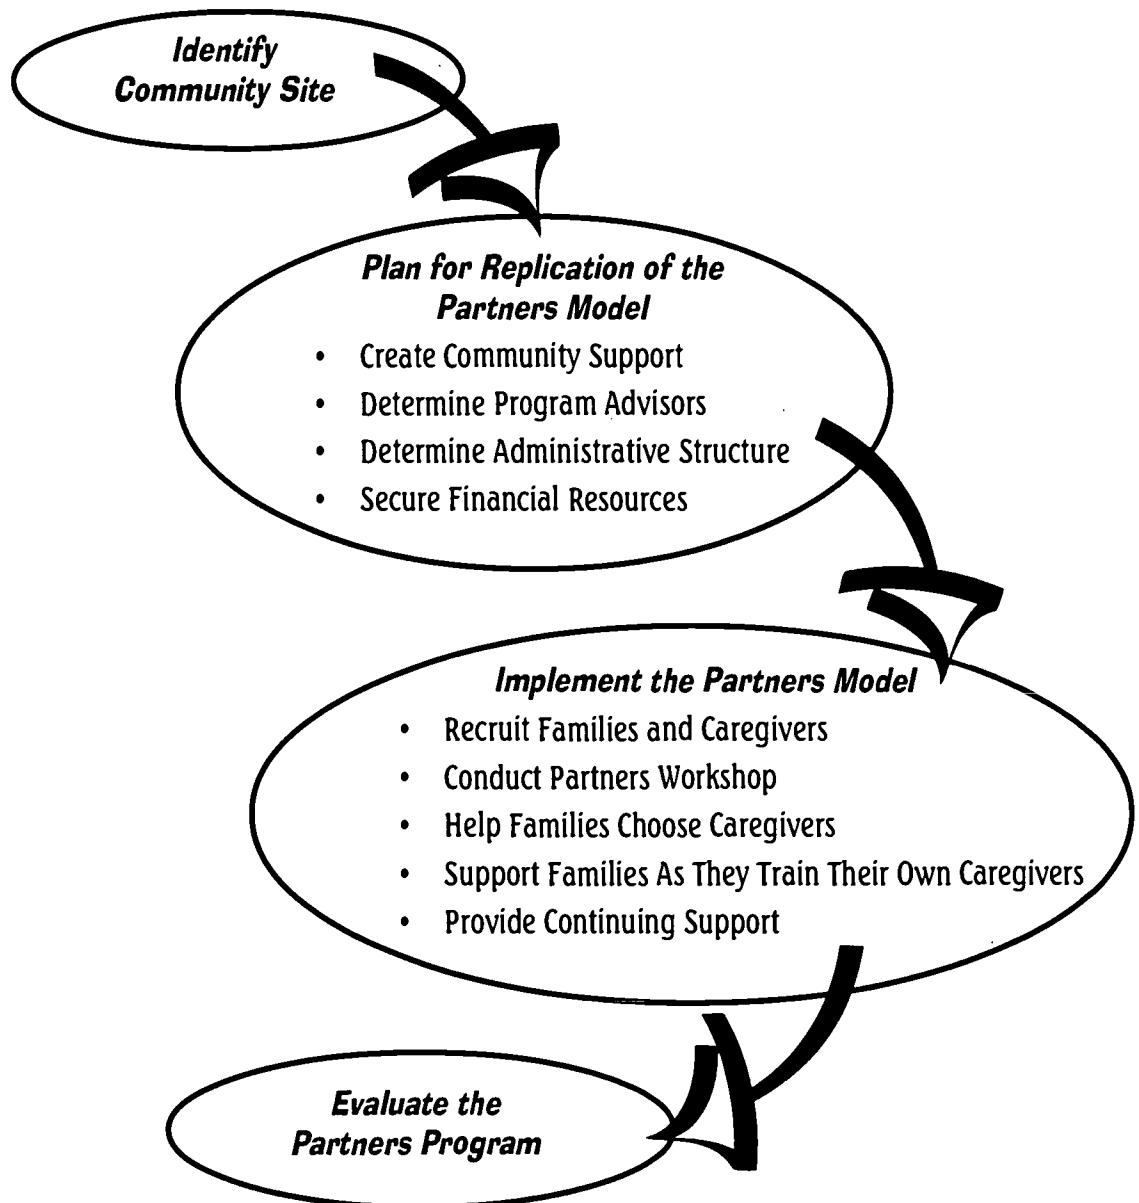 Identify
Community Site
Plan for Replication of the
Partners Model
• Create Community Support
• Determine Program Advisors
• Determine Administrative Structure
• Secure Financial Resources
Implement the Partners Model
• Recruit Families and Caregivers
• Conduct Partners Workshop
• Help Families Choose Caregivers
• Support Families As They Train Their Own Caregivers
• Provide Continuing Support
Evaluate the
Partners Program